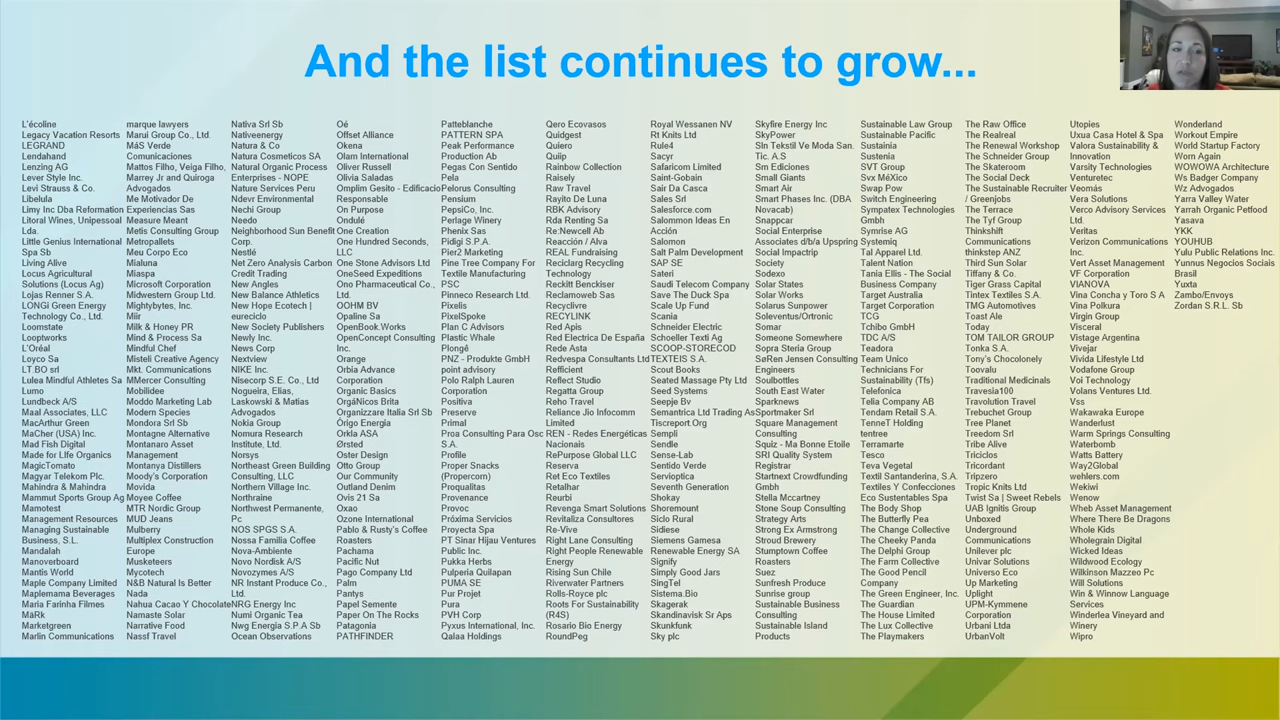 And the list continues to grow...
L'écoline
Legacy Vacation Resorts
LEGRAND
Lendahand
Lenzing AG
Lever Style Inc.
Levi Strauss & Co.
Libelula
Limy Inc Dba Reformation
Litoral Wines, Unipessoal
Lda.
Little Genius International
Spa Sb
Living Alive
Locus Agricultural
Solutions (Locus Ag)
Lojas Renner S.A.
LONGi Green Energy
Technology Co., Ltd.
Loomstate
Looptworks
L'Oréal
Loyco Sa
LT.BO srl
Lulea Mindful Athletes Sa
Lumo
Lundbeck A/S
Maal Associates, LLC
MacArthur Green
MaCher (USA) Inc.
Mad Fish Digital
Made for LIfe Organics
MagicTomato
Magyar Telekom Plc.
Mahindra & Mahindra
Mammut Sports Group Ag
Mamotest
Management Resources
Managing Sustainable
Business, S.L.
Mandalah
Manoverboard
Mantis World
Maple Company Limited
Maplemama Beverages
Maria Farinha Filmes
MaRk
Marketgreen
Marlin Communications
marque lawyers
Marui Group Co., Ltd.
MáS Verde
Comunicaciones
Mattos Filho, Veiga Filho,
Marrey Jr and Quiroga
Advogados
Me Motivador De
Experiencias Sas
Measure Meant
Metis Consulting Group
Metropallets
Meu Corpo Eco
Mialuna
Miaspa
Microsoft Corporation
Midwestern Group Ltd.
Mightybytes, Inc.
Miir
Milk & Honey PR
Mind & Process Sa
Mindful Chef
Misteli Creative Agency
Mkt. Communications
MMercer Consulting
Mobilidee
Moddo Marketing Lab
Modern Species
Mondora Srl Sb
Montagne Alternative
Montanaro Asset
Management
Montanya Distillers
Moody's Corporation
Movida
Moyee Coffee
MTR Nordic Group
MUD Jeans
Mulberry
Multiplex Construction
Europe
Musketeers
Mycotech
N&B Natural Is Better
Nada
Nahua Cacao Y Chocolate
Namaste Solar
Narrative Food
Nassf Travel
Nativa Srl Sb
Nativeenergy
Natura & Co
Natura Cosmeticos SA
Natural Organic Process
Enterprises - NOPE
Nature Services Peru
Ndevr Environmental
Nechi Group
Needo
Neighborhood Sun Benefit
Corp.
Nestlé
Net Zero Analysis Carbon
Credit Trading
New Angles
New Balance Athletics
New Hope Ecotech |
eureciclo
New Society Publishers
Newly Inc.
News Corp
Nextview
NIKE Inc.
Nisecorp S.E. Co., Ltd
Nogueira, Elias,
Laskowski & Matias
Advogados
Nokia Group
Nomura Research
Institute, Ltd.
Norsys
Northeast Green Building
Consulting, LLC
Northern Village Inc.
Northraine
Northwest Permanente,
Pc
NOS SPGS S.A.
Nossa Familia Coffee
Nova-Ambiente
Novo Nordisk A/S
Novozymes A/S
NR Instant Produce Co.,
Ltd.
NRG Energy Inc
Numi Organic Tea
Nwg Energia S.P.A Sb
Ocean Observations
Oé
Offset Alliance
Okena
Olam International
Oliver Russell
Olivia Saladas
Omplim Gesito - Edificacio
Responsable
On Purpose
Ondulé
One Creation
One Hundred Seconds,
LLC
One Stone Advisors Ltd
OneSeed Expeditions
Ono Pharmaceutical Co.,
Ltd.
OOHM BV
Opaline Sa
OpenBook.Works
OpenConcept Consulting
Inc.
Orange
Orbia Advance
Corporation
Organic Basics
OrgáNicos Brita
Organizzare Italia Srl Sb
Origo Energia
Orkla ASA
Ørsted
Oster Design
Otto Group
Our Community
Outland Denim
Ovis 21 Sa
Oxao
Ozone International
Pablo & Rusty's Coffee
Roasters
Pachama
Pacific Nut
Pago Company Ltd
Palm
Pantys
Papel Semente
Paper On The Rocks
Patagonia
PATHFINDER
Patteblanche
PATTERN SPA
Peak Performance
Production Ab
Pegas Con Sentido
Pela
Pelorus Consulting
Pensium
PepsiCo, Inc.
Perlage Winery
Phenix Sas
Pidigi S.P.A.
Pier2 Marketing
Pine Tree Company For
Textile Manufacturing
PSC
Pinneco Research Ltd.
Pixelis
PixelSpoke
Plan C Advisors
Plastic Whale
Plongê
PNZ - Produkte GmbH
point advisory
Polo Ralph Lauren
Corporation
Positiva
Preserve
Primal
Proa Consulting Para Osc
S.A.
Profile
Proper Snacks
(Propercorn)
Proqualitas
Provenance
Provoc
Próxima Servicios
Proyecta Spa
PT Sinar Hijau Ventures
Public Inc.
Pukka Herbs
Pulperia Quilapan
PUMA SE
Pur Projet
Pura
PVH Corp
Pyxus International, Inc.
Qalaa Holdings
Qero Ecovasos
Quidgest
Quiero
Quiip
Rainbow Collection
Raisely
Raw Travel
Rayito De Luna
RBK Advisory
Rda Renting Sa
Re:Newcell Ab
Reacción / Alva
REAL Fundraising
Reciclarg Recycling
Technology
Reckitt Benckiser
Reclamoweb Sas
Recyclivre
RECYLINK
Red Apis
Red Electrica De España
Rede Asta
Redvespa Consultants Ltd
Refficient
Reflect Studio
Regatta Group
Reho Travel
Reliance Jio Infocomm
Limited
REN - Redes Energéticas
Nacionais
RePurpose Global LLC
Reserva
Ret Eco Textiles
Retalhar
Reurbi
Revenga Smart Solutions
Revitaliza Consultores
Re-Vive
Right Lane Consulting
Right People Renewable
Energy
Rising Sun Chile
Riverwater Partners
Rolls-Royce plc
Roots For Sustainability
(R4S)
Rosario Bio Energy
RoundPeg
Royal Wessanen NV
Rt Knits Ltd
Rule4
Sacyr
Safaricom Limited
Saint-Gobain
Sair Da Casca
Sales Srl
Salesforce.com
Salommon Ideas En
Acción
Salomon
Salt Palm Development
SAP SE
Sateri
Saudi Telecom Company
Save The Duck Spa
Scale Up Fund
Scania
Schneider Electric
Schoeller Textil Ag
SCOOP-STORECOD
TEXTEIS S.A.
Scout Books
Seated Massage Pty Ltd
Seed Systems
Seepje Bv
Semantrica Ltd Trading As
Tiscreport.Org
Sempli
Sendle
Sense-Lab
Sentido Verde
Servioptica
Seventh Generation
Shokay
Shoremount
Siclo Rural
Sidiese
Siemens Gamesa
Renewable Energy SA
Signify
Simply Good Jars
SingTel
Sistema.Bio
Skagerak
Skandinavisk Sr Aps
Skunkfunk
Sky plc
Skyfire Energy Inc
SkyPower
Sln Tekstil Ve Moda San.
Tic. A.S
Sm Ediciones
Small Giants
Smart Air
Smart Phases Inc. (DBA
Novacab)
Snappcar
Social Enterprise
Associates d/b/a Upspring
Social Impactrip
Society
Sodexo
Solar States
Solar Works
Solarus Sunpower
Soleventus/Ortronic
Somar
Someone Somewhere
Sopra Steria Group
SøRen Jensen Consulting
Engineers
Soulbottles
South East Water
Sparknews
Sportmaker Srl
Square Management
Consulting
Squiz - Ma Bonne Etoile
SRI Quality System
Registrar
Startnext Crowdfunding
Gmbh
Stella Mccartney
Stone Soup Consulting
Strategy Arts
Strong Ex Armstrong
Stroud Brewery
Stumptown Coffee
Roasters
Suez
Sunfresh Produce
Sunrise group
Sustainable Business
Consulting
Sustainable Island
Products
Sustainable Law Group
Sustainable Pacific
Sustainia
Sustenia
SVT Group
Svx MéXico
Swap Pow
Switch Engineering
Sympatex Technologies
Gmbh
Symrise AG
Systemiq
Tal Apparel Ltd.
Talent Nation
Tania Ellis - The Social
Business Company
Target Australia
Target Corporation
TCG
Tchibo GmbH
TDC A/S
Teadora
Team Unico
Technicians For
Sustainability (Tfs)
Telefonica
Telia Company AB
Tendam Retail S.A.
TenneT Holding
tentree
Terramarte
Tesco
Teva Vegetal
Textil Santanderina, S.A.
Textiles Y Confecciones
Eco Sustentables Spa
The Body Shop
The Butterfly Pea
The Change Collective
The Cheeky Panda
The Delphi Group
The Farm Collective
The Good Pencil
Company
The Green Engineer, Inc.
The Guardian
The House Limited
The Lux Collective
The Playmakers
The Raw Office
The Realreal
The Renewal Workshop
The Schneider Group
The Skateroom
The Social Deck
The Sustainable Recruiter
/ Greenjobs
The Terrace
The Tyf Group
Thinkshift
Communications
thinkstep ANZ
Third Sun Solar
Tiffany & Co.
Tiger Grass Capital
Tintex Textiles S.A.
TMG Automotives
Toast Ale
Today
TOM TAILOR GROUP
Tonka S.A.
Tony's Chocolonely
Toovalu
Traditional Medicinals
Travesia100
Travolution Travel
Trebuchet Group
Tree Planet
Treedom Srl
Tribe Alive
Triciclos
Tricordant
Tripzero
Tropic Knits Ltd
Twist Sa | Sweet Rebels
UAB Ignitis Group
Unboxed
Underground
Communications
Unilever plc
Univar Solutions
Universo Eco
Up Marketing
Uplight
UPM-Kymmene
Corporation
Urbani Ltda
UrbanVolt
Utopies
Uxua Casa Hotel & Spa
Valora Sustainability &
Innovation
Varsity Technologies
Venturetec
Veomás
Vera Solutions
Verco Advisory Services
Ltd.
Veritas
Verizon Communications
Inc.
Vert Asset Management
VF Corporation
VIANOVA
Vina Concha y Toro S A
Vina Polkura
Virgin Group
Visceral
Vistage Argentina
Vivejar
Vivida Lifestyle Ltd
Vodafone Group
Voi Technology
Volans Ventures Ltd.
Vss
Wakawaka Europe
Wanderlust
Warm Springs Consulting
Waterbomb
Watts Battery
Way2Global
wehlers.com
Wekiwi
Wenow
Wheb Asset Management
Where There Be Dragons
Whole Kids
Wholegrain Digital
Wicked Ideas
Wildwood Ecology
Wilkinson Mazzeo Pc
Will Solutions
Win & Winnow Language
Services
Winderlea Vineyard and
Winery
Wipro
Wonderland
Workout Empire
World Startup Factory
Worn Again
WOWOWA Architecture
Ws Badger Company
Wz Advogados
Yarra Valley Water
Yarrah Organic Petfood
Yasava
YKK
YOUHUB
Yulu Public Relations Inc.
Yunnus Negocios Sociais
Brasil
Yuxta
Zambo/Envoys
Zordan S.R.L. Sb